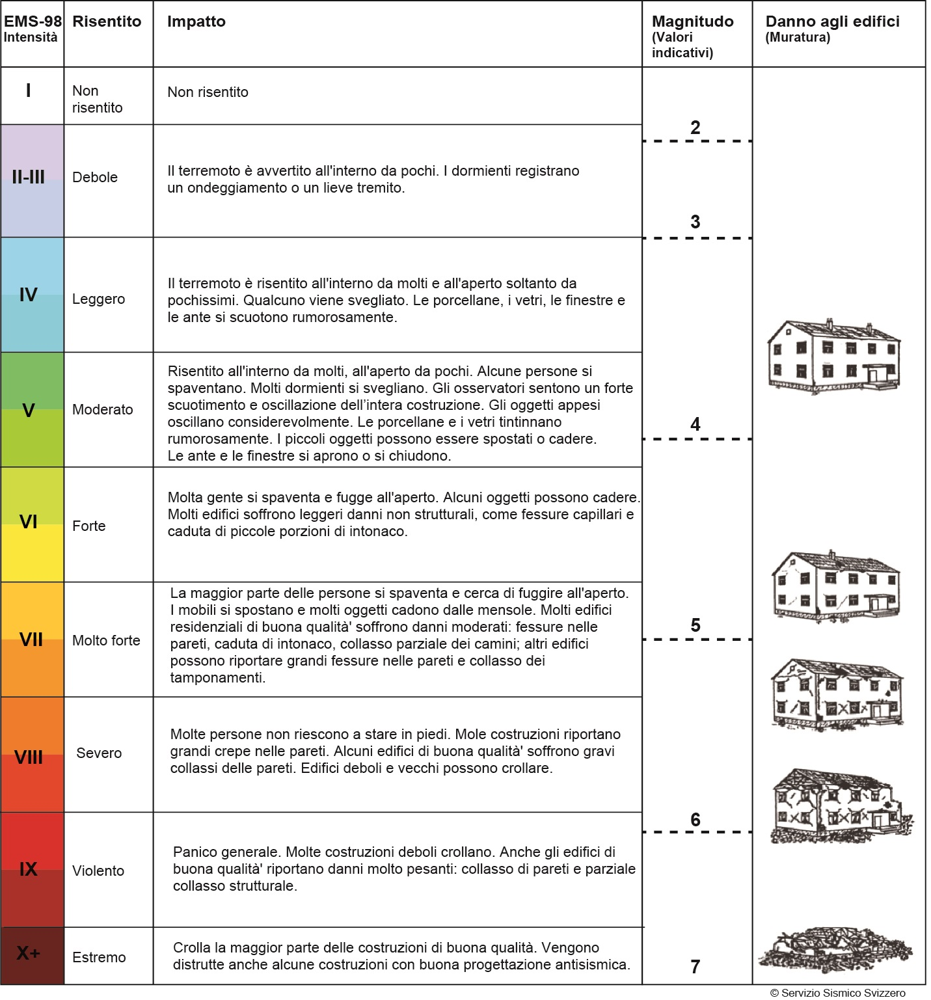 EMS-98
Intensità
Risentito
Impatto
Magnitudo
(Valori
indicativi)
Danno agli edifici
(Muratura)
I
Non
risentito
Non risentito
2
II-III
Debole
Il terremoto è avvertito all'interno da pochi. I dormienti registrano
un ondeggiamento o un lieve tremito.
3
IV
Leggero
Il terremoto è risentito all'interno da molti e all'aperto soltanto da
pochissimi. Qualcuno viene svegliato. Le porcellane, i vetri, le finestre e
le ante si scuotono rumorosamente.
V
Moderato
Risentito all'interno da molti, all'aperto da pochi. Alcune persone si
spaventano. Molti dormienti si svegliano. Gli osservatori sentono un forte
scuotimento e oscillazione dell’intera costruzione. Gli oggetti appesi
oscillano considerevolmente. Le porcellane e i vetri tintinnano
rumorosamente. I piccoli oggetti possono essere spostati o cadere.
Le ante e le finestre si aprono o si chiudono.
4
VI
Forte
Molta gente si spaventa e fugge all'aperto. Alcuni oggetti possono cadere.
Molti edifici soffrono leggeri danni non strutturali, come fessure capillari e
caduta di piccole porzioni di intonaco.
VII
Molto forte
La maggior parte delle persone si spaventa e cerca di fuggire all'aperto.
I mobili si spostano e molti oggetti cadono dalle mensole. Molti edifici
residenziali di buona qualità' soffrono danni moderati: fessure nelle
pareti, caduta di intonaco, collasso parziale dei camini; altri edifici
possono riportare grandi fessure nelle pareti e collasso dei
tamponamenti.
5
VIII
Severo
Molte persone non riescono a stare in piedi. Mole costruzioni riportano
grandi crepe nelle pareti. Alcuni edifici di buona qualità' soffrono gravi
collassi delle pareti. Edifici deboli e vecchi possono crollare.
6
IX
Violento
Panico generale. Molte costruzioni deboli crollano. Anche gli edifici di
buona qualità' riportano danni molto pesanti: collasso di pareti e parziale
collasso strutturale.
X+
Estremo
Crolla la maggior parte delle costruzioni di buona qualità. Vengono
distrutte anche alcune costruzioni con buona progettazione antisismica.
7
© Servizio Sismico Svizzero